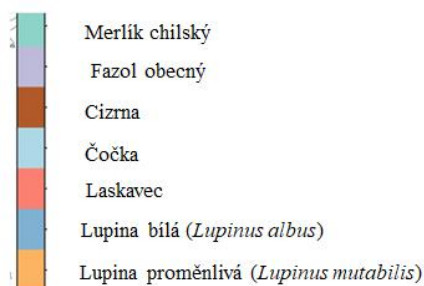 Merlík chilský
Fazol obecný
Cizrna
Čočka
Laskavec
Lupina bílá (Lupinus albus)
Lupina proměnlivá (Lupinus mutabilis)